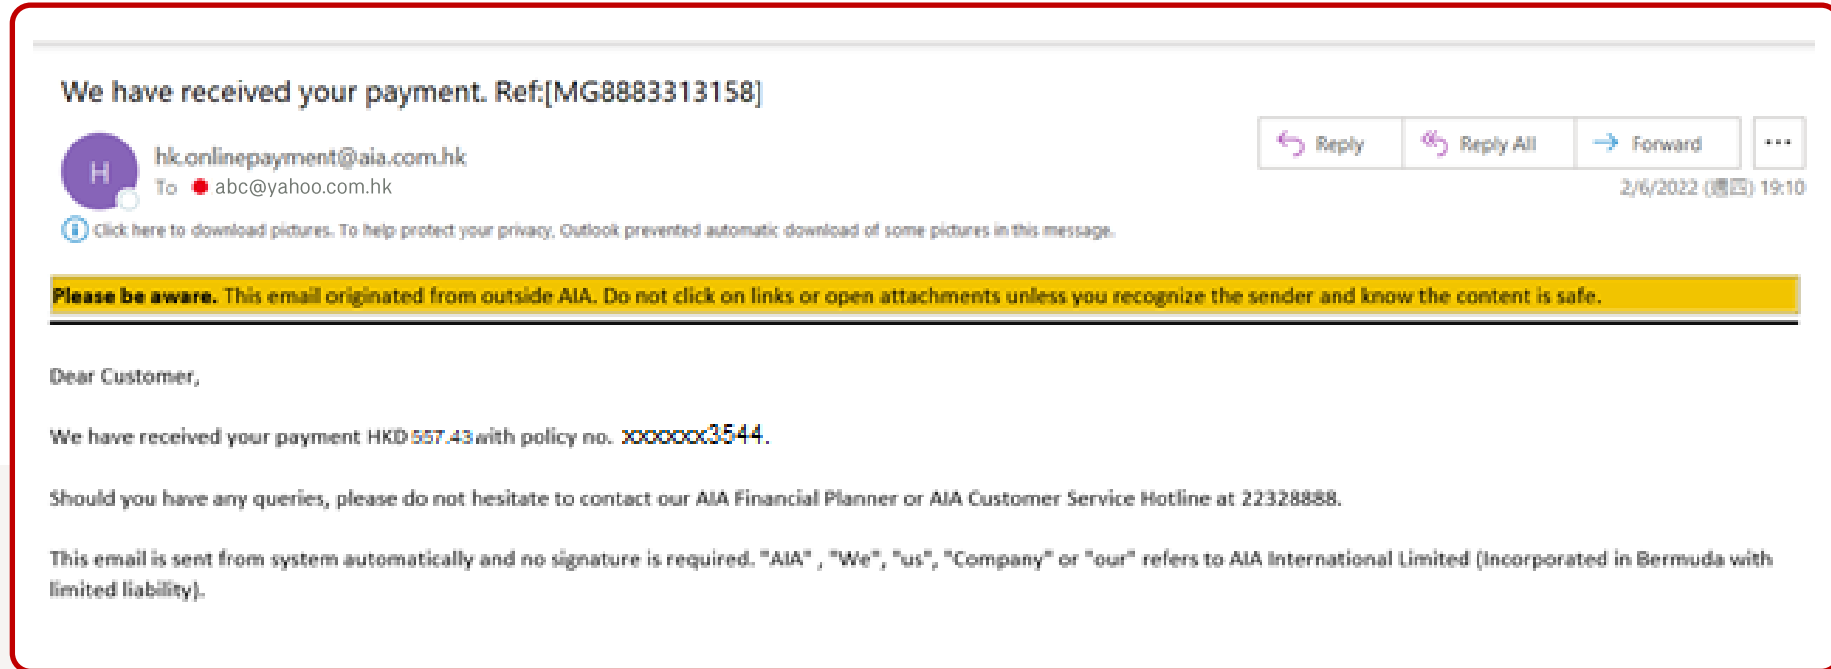 We have received your payment. Ref:[MG8883313158]
H
hk.onlinepayment@aia.com.hk
To abc@yahoo.com.hk
Reply
Reply All
Forward
...
2/6/2022 (週四) 19:10
Click here to download pictures. To help protect your privacy, Outlook prevented automatic download of some pictures in this message.
Please be aware. This email originated from outside AIA. Do not click on links or open attachments unless you recognize the sender and know the content is safe.
Dear Customer,
We have received your payment HKD 557.43 with policy no. xxxxxxx3544.
Should you have any queries, please do not hesitate to contact our AIA Financial Planner or AIA Customer Service Hotline at 22328888.
This email is sent from system automatically and no signature is required. "AIA" , "We", "us", "Company" or "our" refers to AIA International Limited (Incorporated in Bermuda with
limited liability).